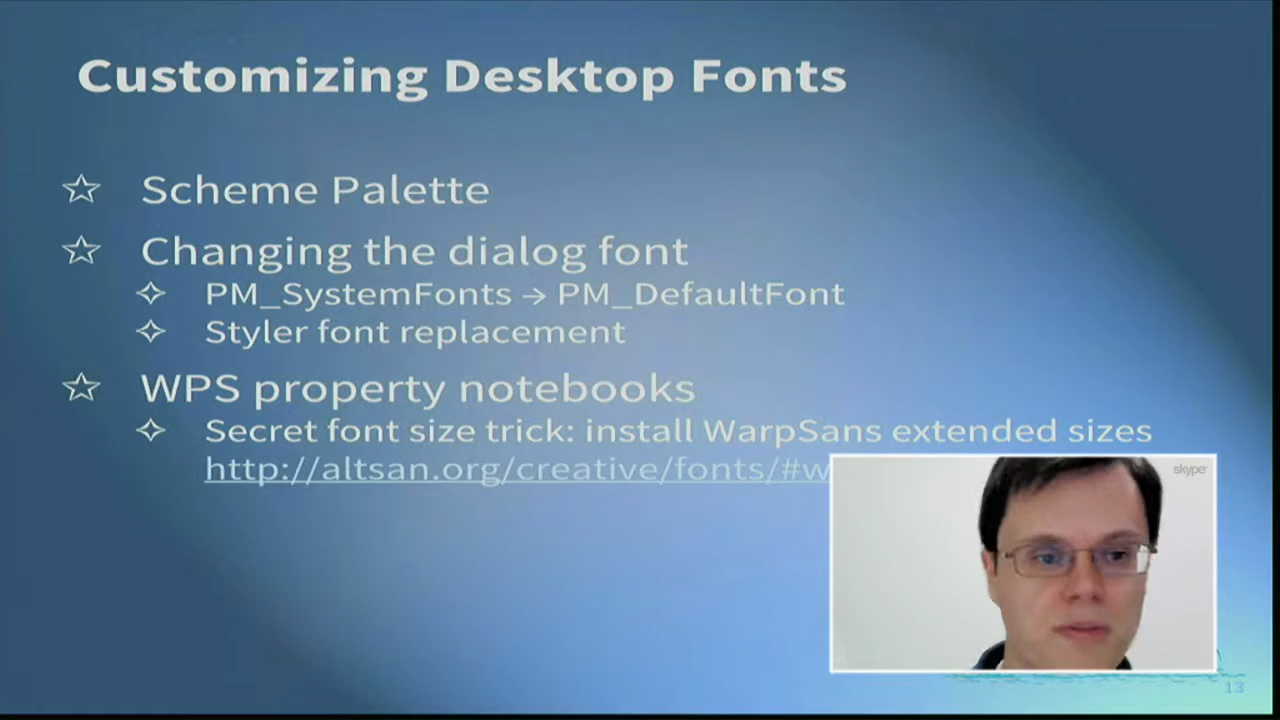 Customizing Desktop Fonts
Scheme Palette
Changing the dialog font
PM_SystemFonts → PM_DefaultFont
Styler font replacement
WPS property notebooks
Secret font size trick: install WarpSans extended sizes
http://altsan.org/creative/fonts/#w
skype
13